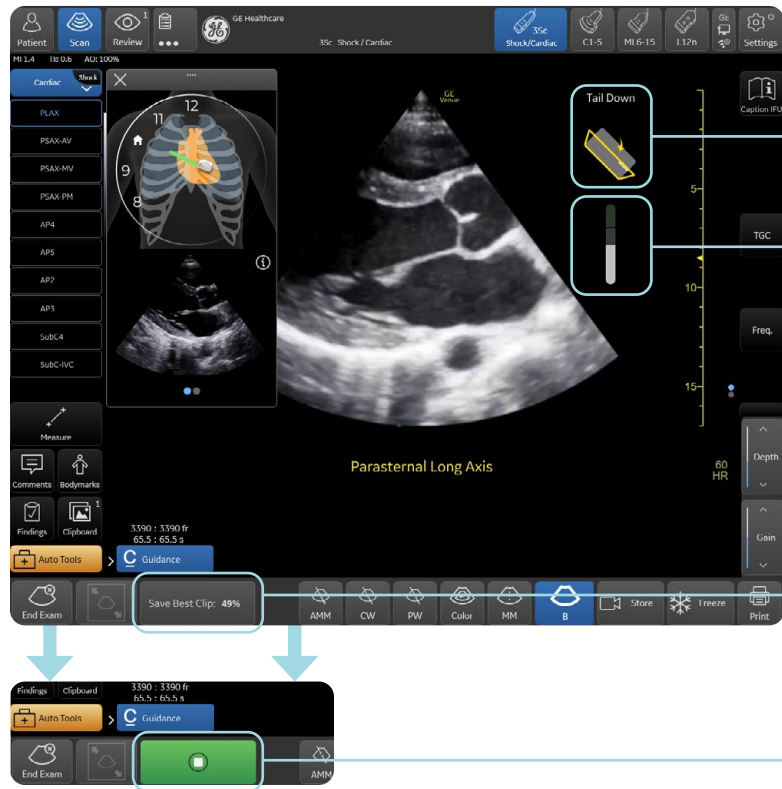 Patient
Scan
Review
1
GE Healthcare
3Sc Shock / Cardiac
3Sc
Shock/Cardiac
C1-5
ML6-15
L12n
GE
Settings
MI 1.4 TIs 0.6 AO: 100%
Cardiac
Shock
PLAX
PSAX-AV
PSAX-MV
PSAX-PM
AP4
AP5
AP2
AP3
SubC4
SubC-IVC
Measure
Comments
Bodymarks
Findings
Clipboard
1
Auto Tools
12
11
9
8
GE
Venue
Tail Down
5
10
15
Caption IFU
TGC
Freq.
Depth
Gain
Parasternal Long Axis
60
HR
3390 : 3390 fr
65.5 : 65.5 s
> C Guidance
End Exam
Save Best Clip: 49%
AMM
CW
PW
Color
MM
B
Store
Freeze
Print
Findings
Clipboard
3390 : 3390 fr
65.5 : 65.5 s
Auto Tools
> C Guidance
End Exam
AMM